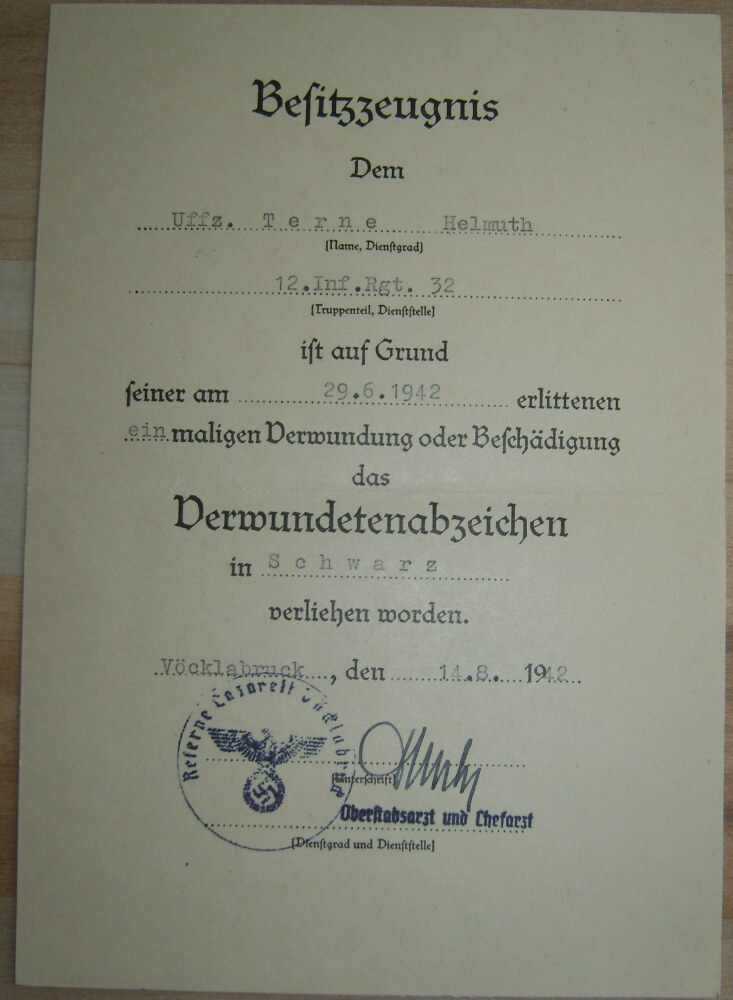 Besitzzeugnis
Dem
Uffz. Terne Helmuth
(Name, Dienstgrad)
12.Inf.Rgt. 32
(Truppenteil, Dienststelle)
ist auf Grund
seiner am 29.6.1942 erlittenen
ein maligen Verwundung oder Beschädigung
das
Verwundetenabzeichen
in Schwarz
verliehen worden.
Vöcklabruck, den 14.8. 1942
Reserve Lazarett Vöcklabruck
(Unterschrift)
Oberstabsarzt und Chefarzt
(Dienstgrad und Dienststelle)